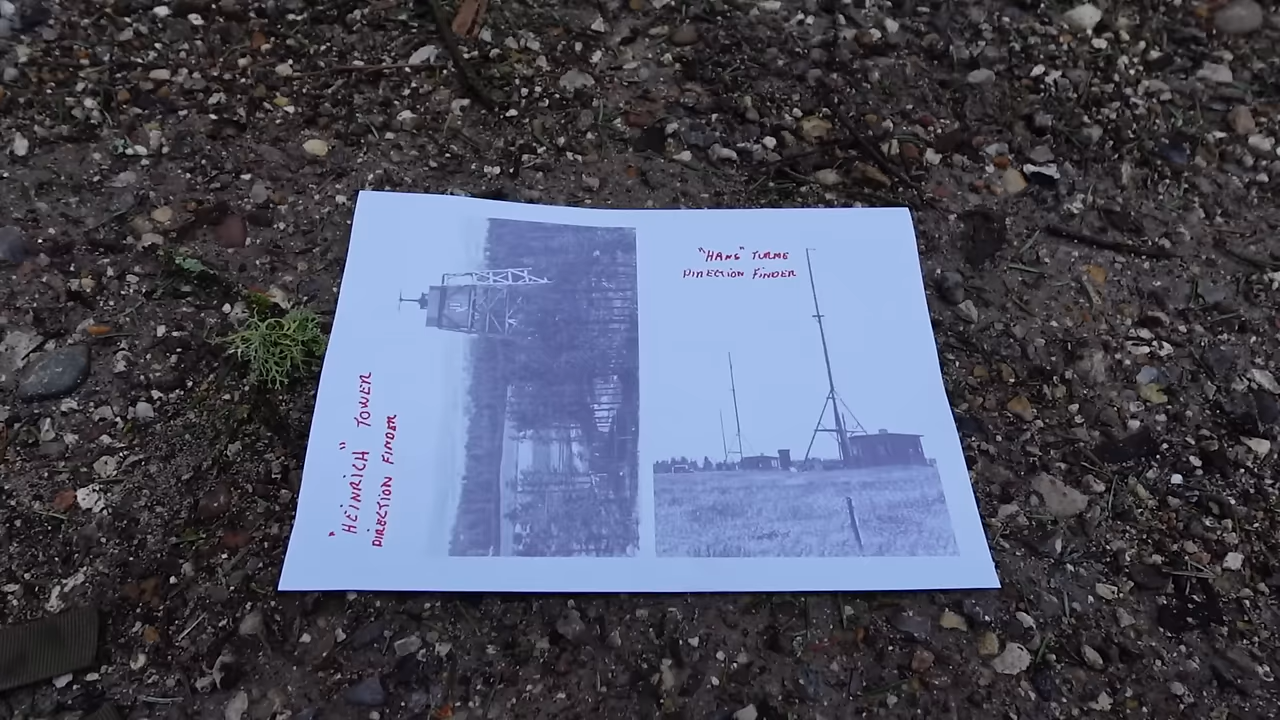 "HEINRICH" TOWER
DIRECTION FINDER
"HANS" TURME
DIRECTION FINDER